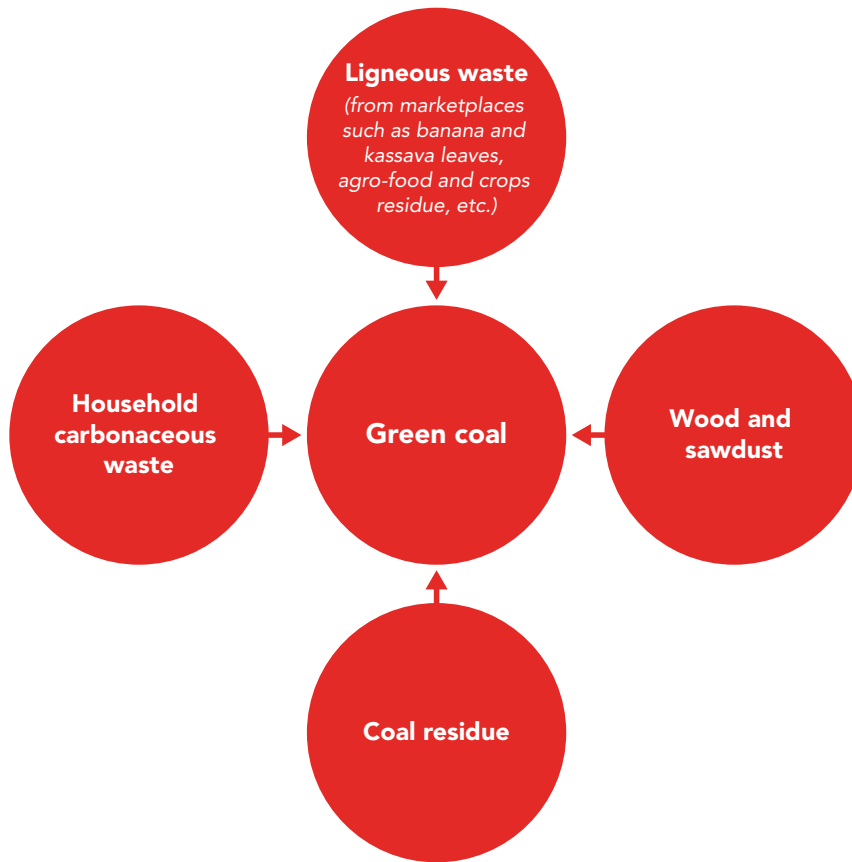 Ligneous waste
(from marketplaces
such as banana and
kassava leaves,
agro-food and crops
residue, etc.)
Household
carbonaceous
waste
Green coal
Wood and
sawdust
Coal residue